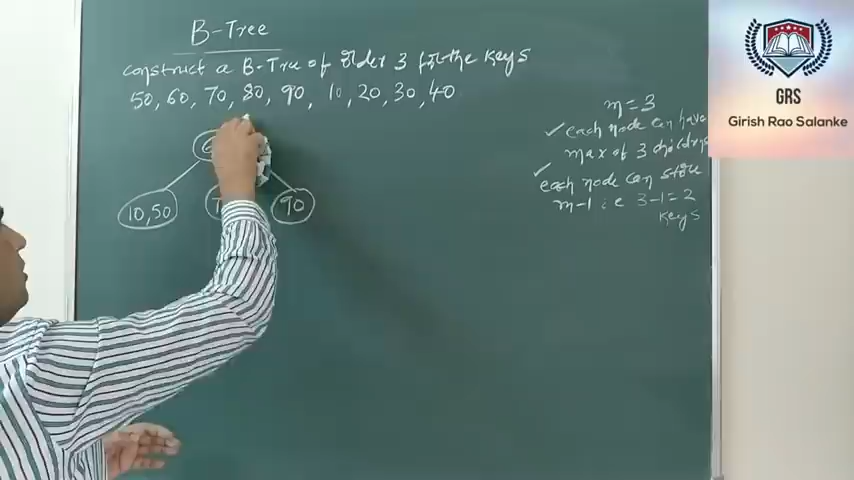 B-Tree
construct a B-Tree of order 3 for the keys
50, 60, 70, 80, 90, 10, 20, 30, 40
10,50
90
m=3
✓ each node can have
max of 3 children
✓ each node can store
m-1 i.e 3-1=2
keys
GRS
Girish Rao Salanke